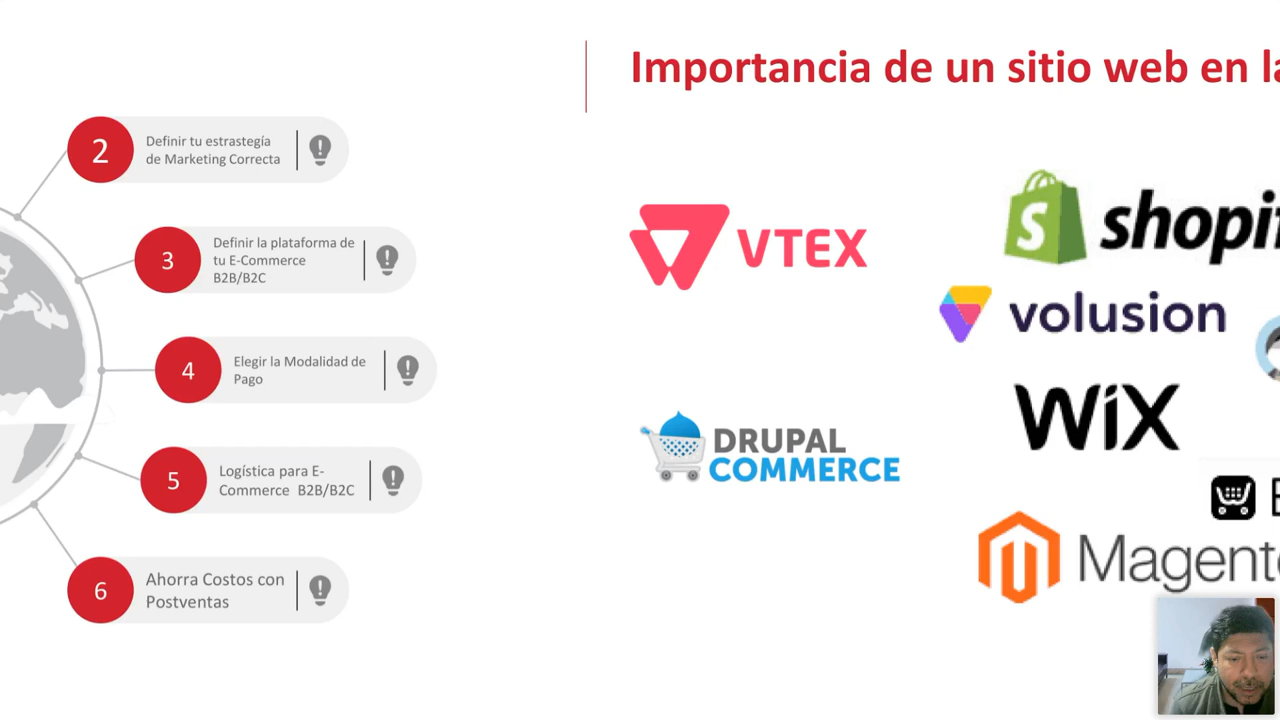 2
Definir tu estrastegía
de Marketing Correcta
3
Definir la plataforma de
tu E-Commerce
B2B/B2C
4
Elegir la Modalidad de
Pago
5
Logística para E-
Commerce B2B/B2C
6
Ahorra Costos con
Postventas
Importancia de un sitio web en la
VTEX
shopif
volusion
WiX
DRUPAL
COMMERCE
Magento